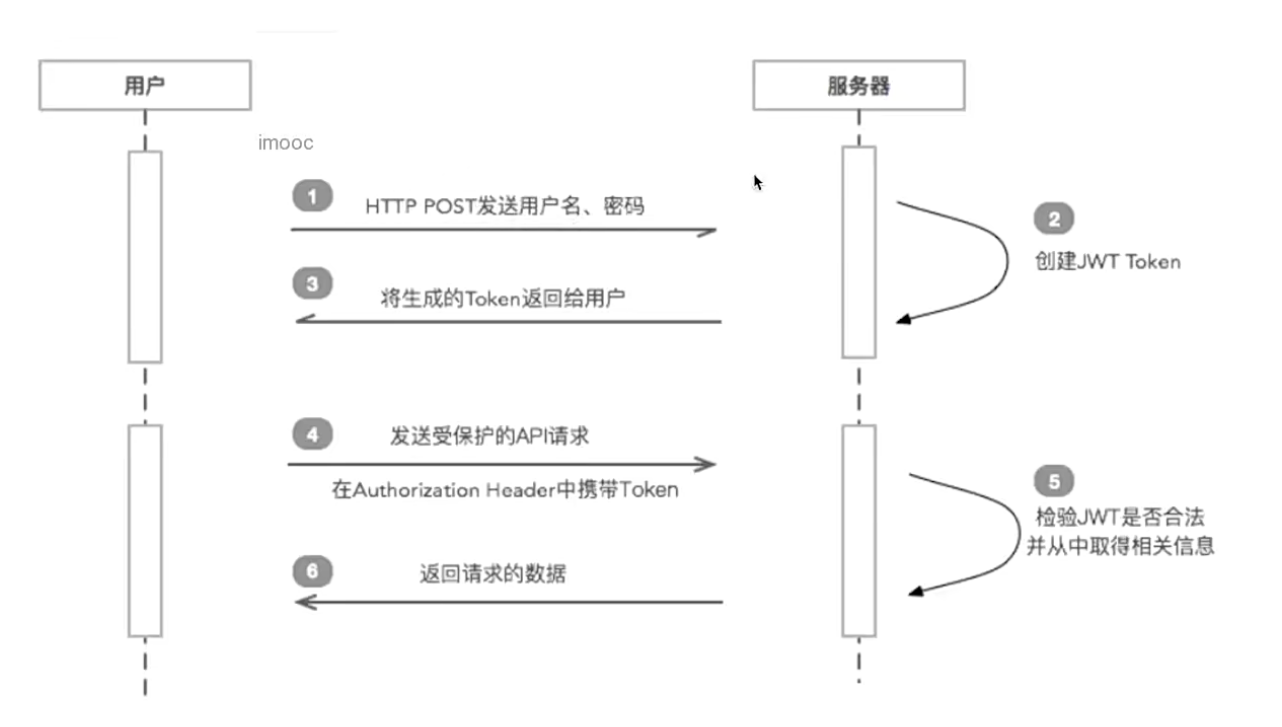 用户
服务器
imooc
1
HTTP POST发送用户名、密码
2
创建JWT Token
3
将生成的Token返回给用户
4
发送受保护的API请求
在Authorization Header中携带Token
5
检验JWT是否合法
并从中取得相关信息
6
返回请求的数据